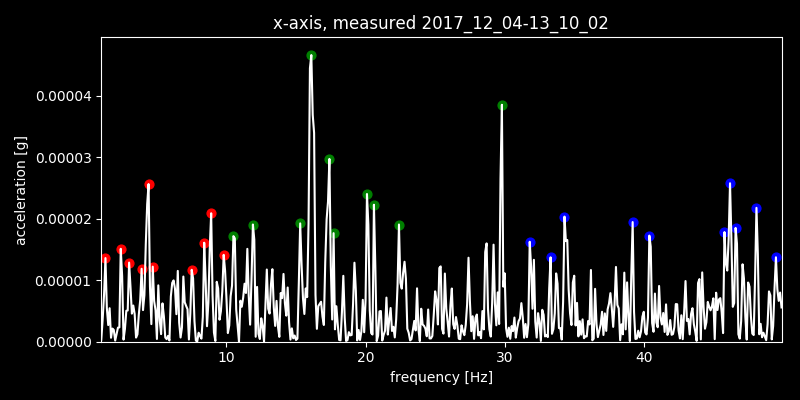 x-axis, measured 2017_12_04-13_10_02
acceleration [g]
0.00004
0.00003
0.00002
0.00001
0.00000
10 20 30 40
frequency [Hz]